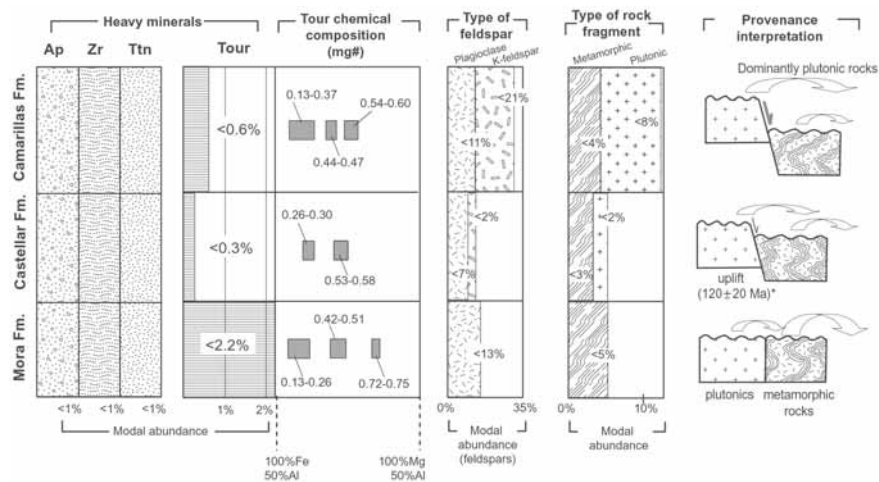 Heavy minerals
Ap Zr Ttn Tour
Tour chemical
composition
(mg#)
Type of
feldspar
Plagioclase
K-feldspar
Type of rock
fragment
Metamorphic
Plutonic
Provenance
interpretation
Camarillas Fm.
<0.6%
0.13-0.37
0.54-0.60
0.44-0.47
<21%
<11%
<8%
<4%
Dominantly plutonic rocks
Castellar Fm.
<0.3%
0.26-0.30
0.53-0.58
<2%
<7%
<2%
<3%
uplift
(120±20 Ma)*
Mora Fm.
<2.2%
0.42-0.51
0.13-0.26
0.72-0.75
<13%
<5%
plutonics
metamorphic
rocks
<1% <1% <1% 1% 2%
Modal abundance
100%Fe
50%Al
100%Mg
50%Al
0% 35%
Modal
abundance
(feldspars)
0% 10%
Modal
abundance